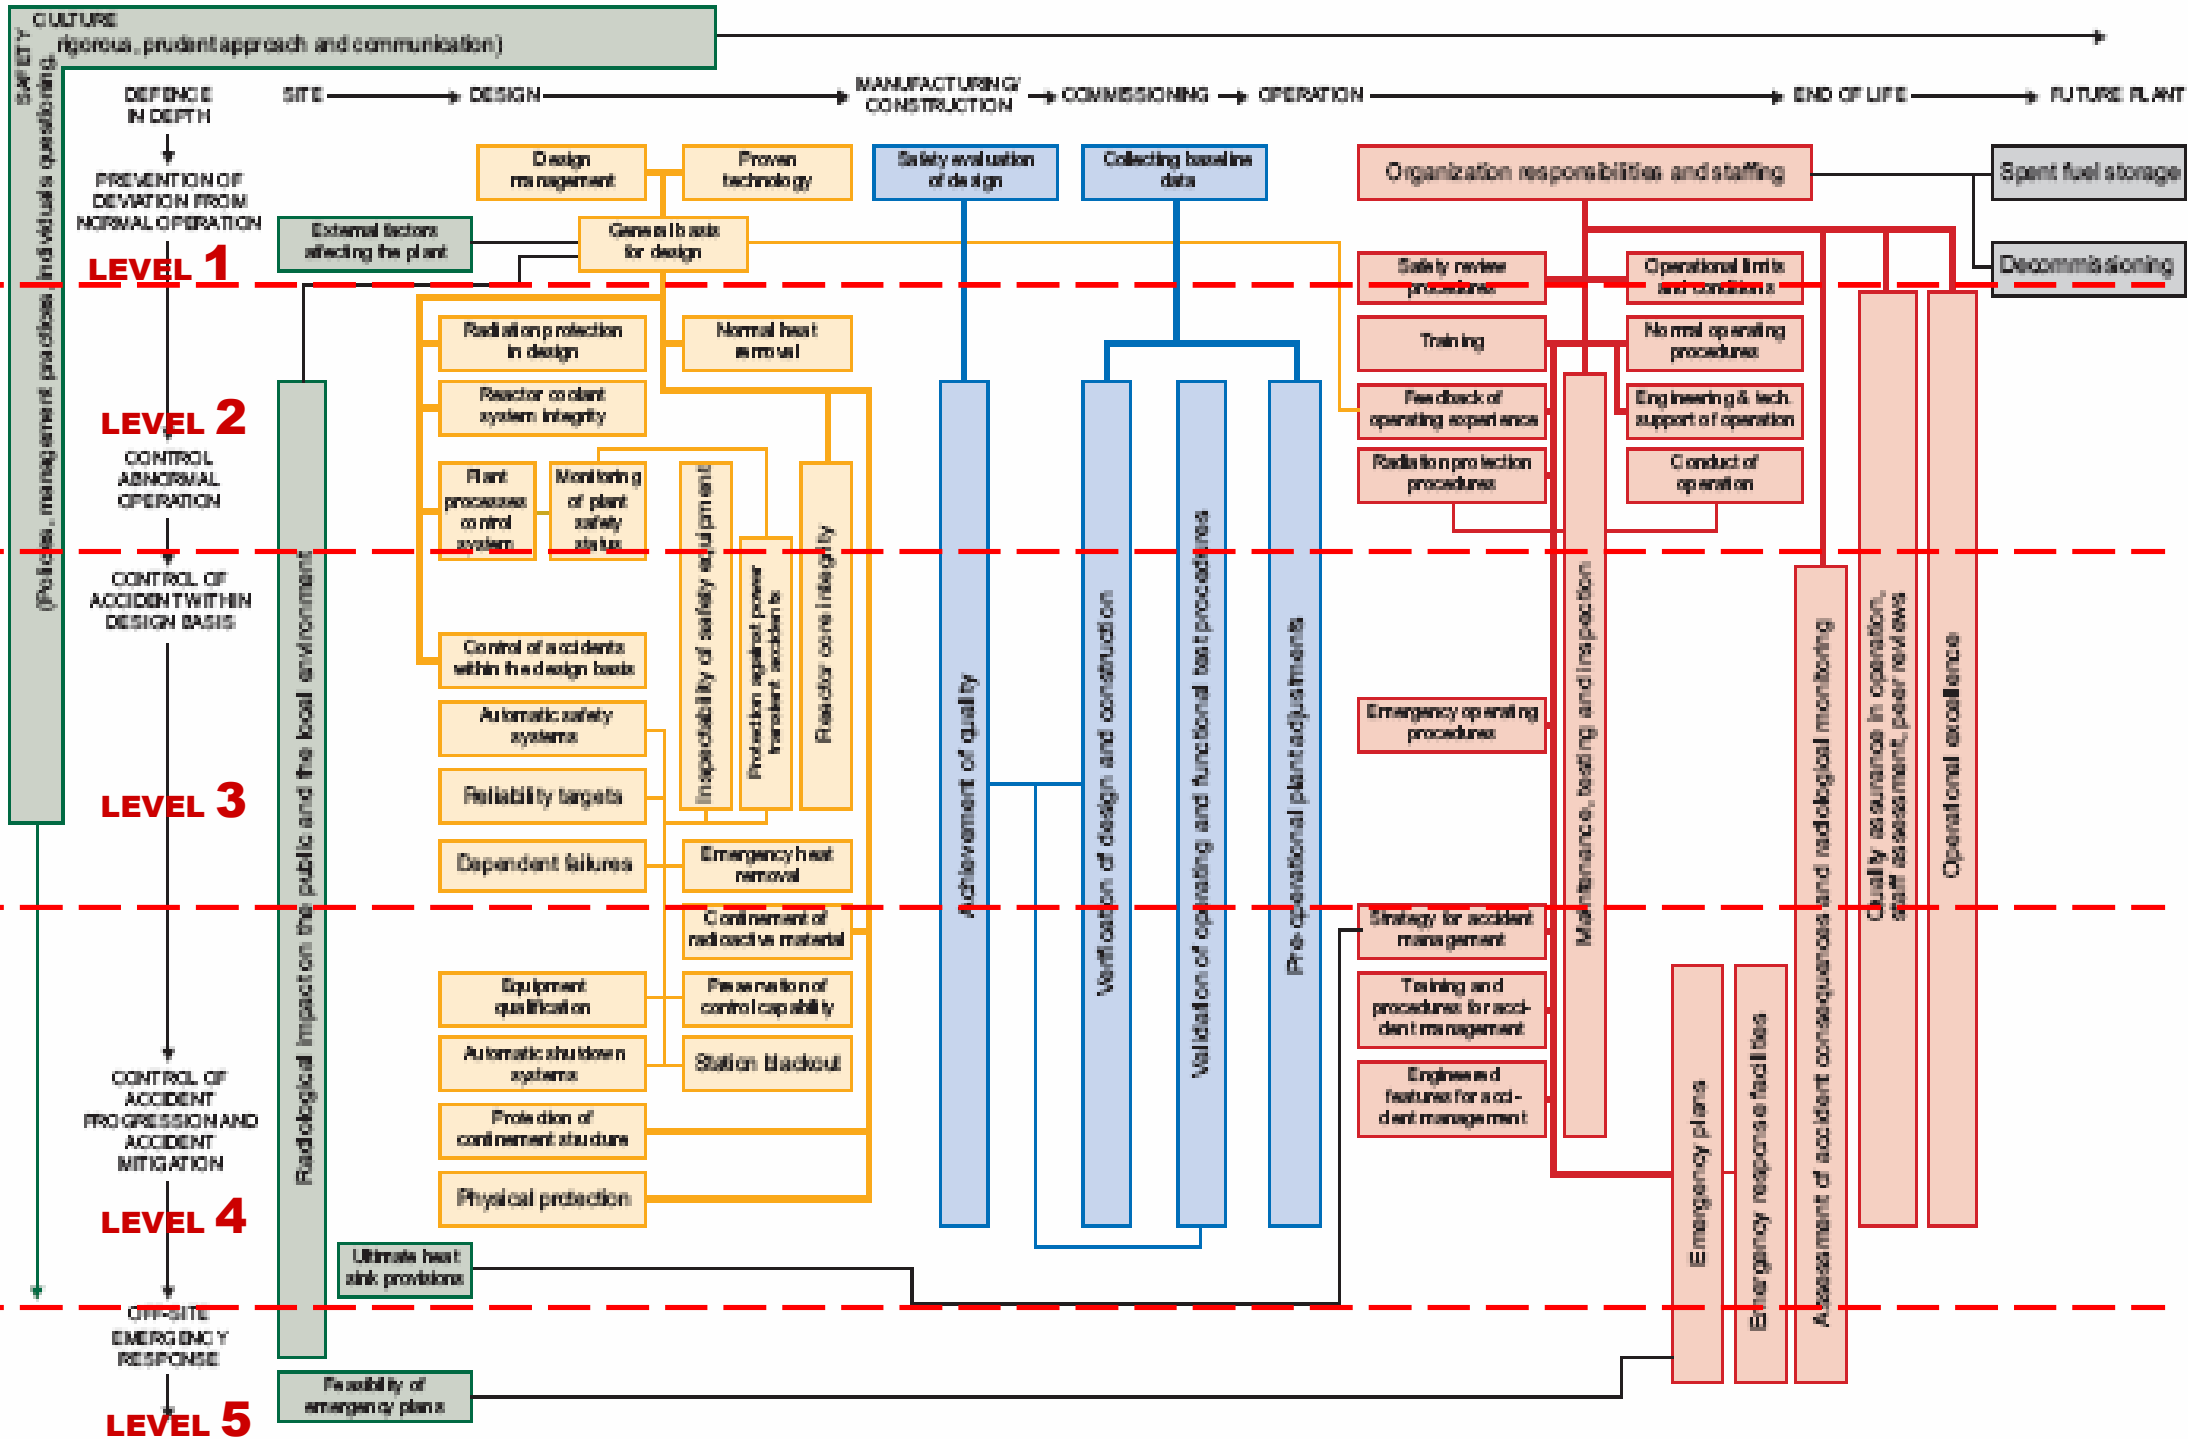 SAFETY
CULTURE
(Policies, management practices, individuals questioning,
rigorous, prudent approach and communication)
DEFENCE
IN DEPTH
SITE
DESIGN
MANUFACTURING/
CONSTRUCTION
COMMISSIONING
OPERATION
END OF LIFE
FUTURE PLANT
PREVENTION OF
DEVIATION FROM
NORMAL OPERATION
LEVEL 1
LEVEL 2
CONTROL
ABNORMAL
OPERATION
CONTROL OF
ACCIDENT WITHIN
DESIGN BASIS
LEVEL 3
CONTROL OF
ACCIDENT
PROGRESSION AND
ACCIDENT
MITIGATION
LEVEL 4
OFF-SITE
EMERGENCY
RESPONSE
LEVEL 5
External factors
affecting the plant
Radiological impact on the public and the local environment
Ultimate heat
sink provisions
Feasibility of
emergency plans
Design
management
Proven
technology
General basis
for design
Radiation protection
in design
Normal heat
removal
Reactor coolant
system integrity
Plant
processes
control
system
Monitoring
of plant
safety
status
Inspectability of safety equipment
Protection against power
transient accidents
Reactor core integrity
Control of accidents
within the design basis
Automatic safety
systems
Reliability targets
Dependent failures
Emergency heat
removal
Confinement of
radioactive material
Equipment
qualification
Preservation of
control capability
Automatic shutdown
systems
Station blackout
Protection of
confinement structure
Physical protection
Safety evaluation
of design
Collecting baseline
data
Achievement of quality
Verification of design and construction
Validation of operating and functional test procedures
Pre-operational plant adjustments
Organization responsibilities and staffing
Safety review
procedures
Operational limits
and conditions
Training
Normal operating
procedures
Feedback of
operating experience
Engineering & tech.
support of operation
Radiation protection
procedures
Conduct of
operation
Emergency operating
procedures
Strategy for accident
management
Training and
procedures for acci-
dent management
Engineered
features for acci-
dent management
Maintenance, testing and inspection
Emergency plans
Emergency response facilities
Assessment of accident consequences and radiological monitoring
Quality assurance in operation,
staff assessment, peer reviews
Operational excellence
Spent fuel storage
Decommissioning